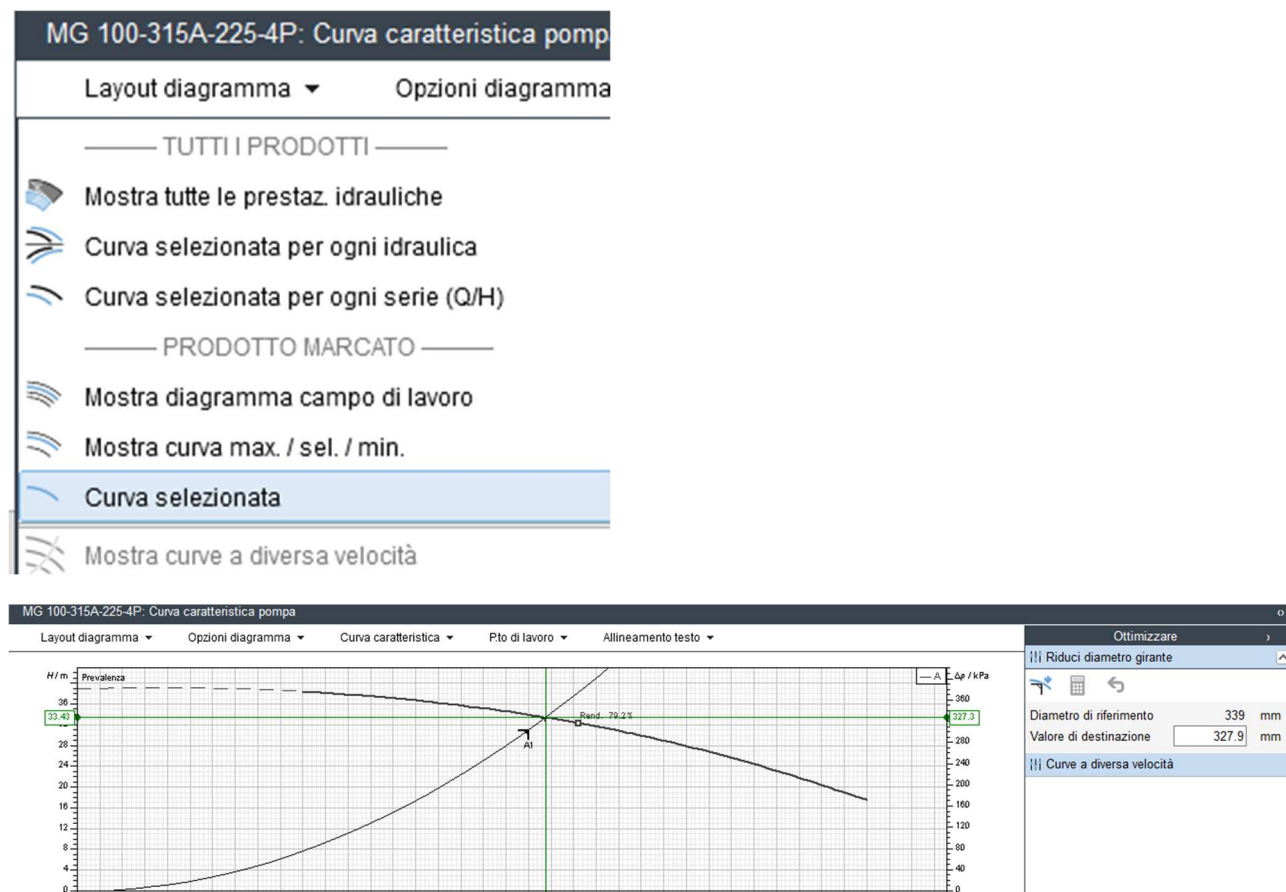 MG 100-315A-225-4P: Curva caratteristica pomp
Layout diagramma Opzioni diagramma
TUTTI I PRODOTTI
Mostra tutte le prestaz. idrauliche
Curva selezionata per ogni idraulica
Curva selezionata per ogni serie (Q/H)
PRODOTTO MARCATO
Mostra diagramma campo di lavoro
Mostra curva max. / sel. / min.
Curva selezionata
Mostra curve a diversa velocità
MG 100-315A-225-4P: Curva caratteristica pompa
Layout diagramma Opzioni diagramma Curva caratteristica P.to di lavoro Allineamento testo
Ottimizzare
Riduci diametro girante
Diametro di riferimento 339 mm
Valore di destinazione 327.9 mm
Curve a diversa velocità
H / m Prevalenza A Δp / kPa
36 360
33.43 Rend. 79.2% 327.3
A1
28 280
24 240
20 200
16 160
12 120
8 80
4 40
0 0